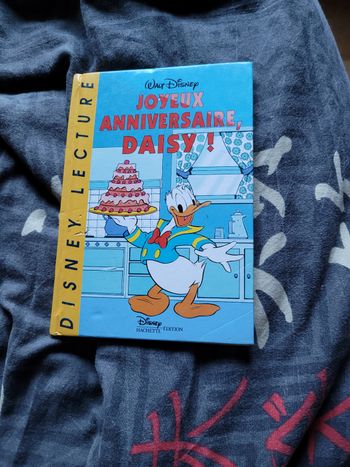 DISNEY LECTURE
WALT DISNEY
JOYEUX
ANNIVERSAIRE,
DAISY !
Disney
HACHETTE ÉDITION